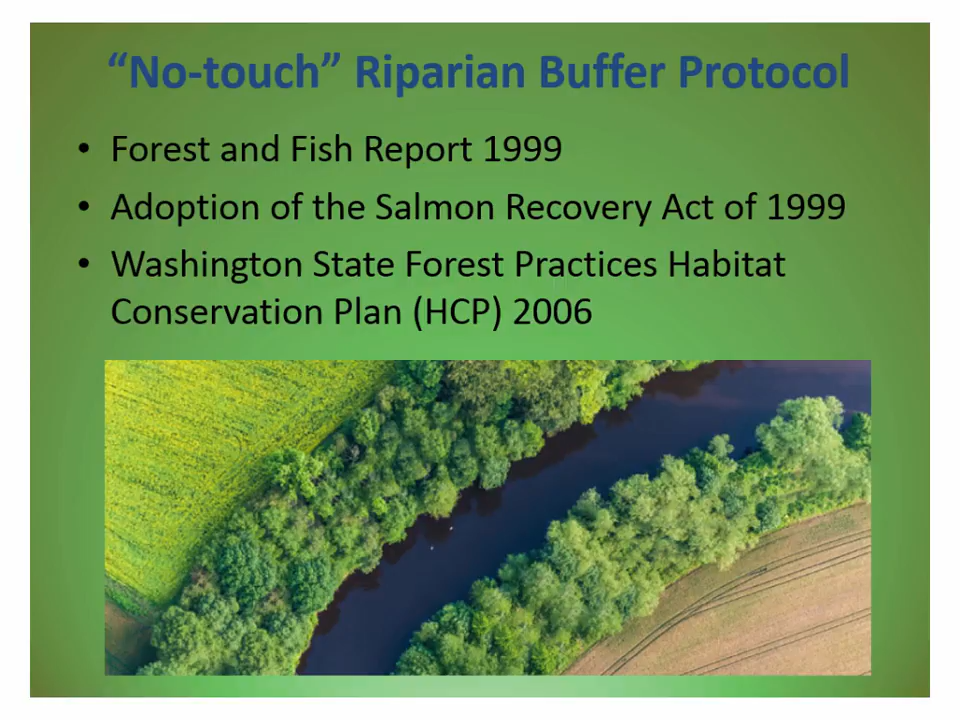 “No-touch” Riparian Buffer Protocol
• Forest and Fish Report 1999
• Adoption of the Salmon Recovery Act of 1999
• Washington State Forest Practices Habitat
Conservation Plan (HCP) 2006